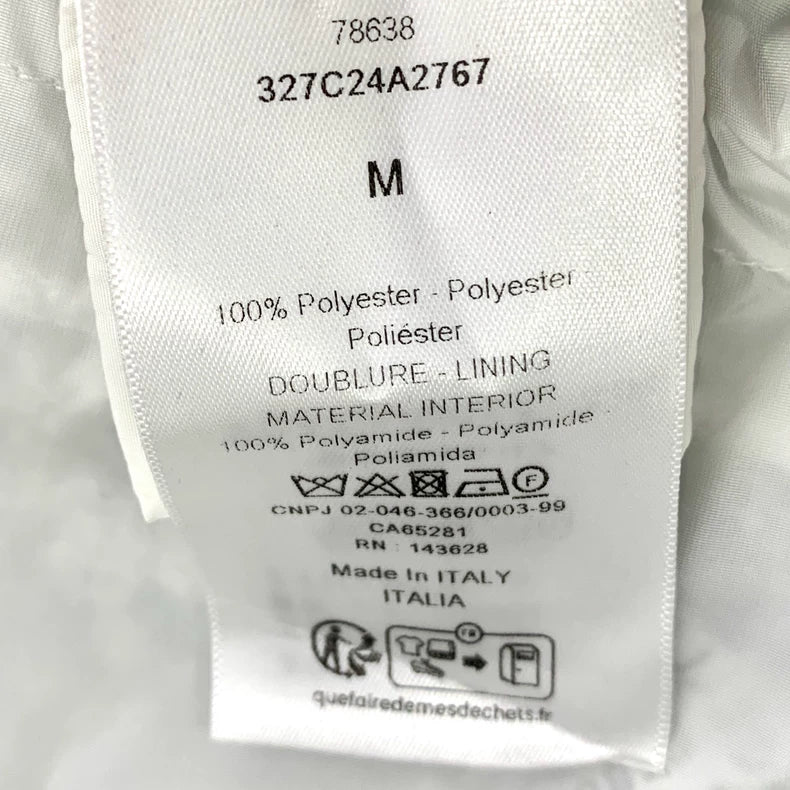 78638
327C24A2767
M
100% Polyester - Polyester -
Poliéster
DOUBLURE - LINING
MATERIAL INTERIOR
100% Polyamide - Polyamide -
Poliamida
F
CNPJ 02-046-366/0003-99
CA65281
RN : 143628
Made In ITALY
ITALIA
FR
quefairedemesdechets.fr